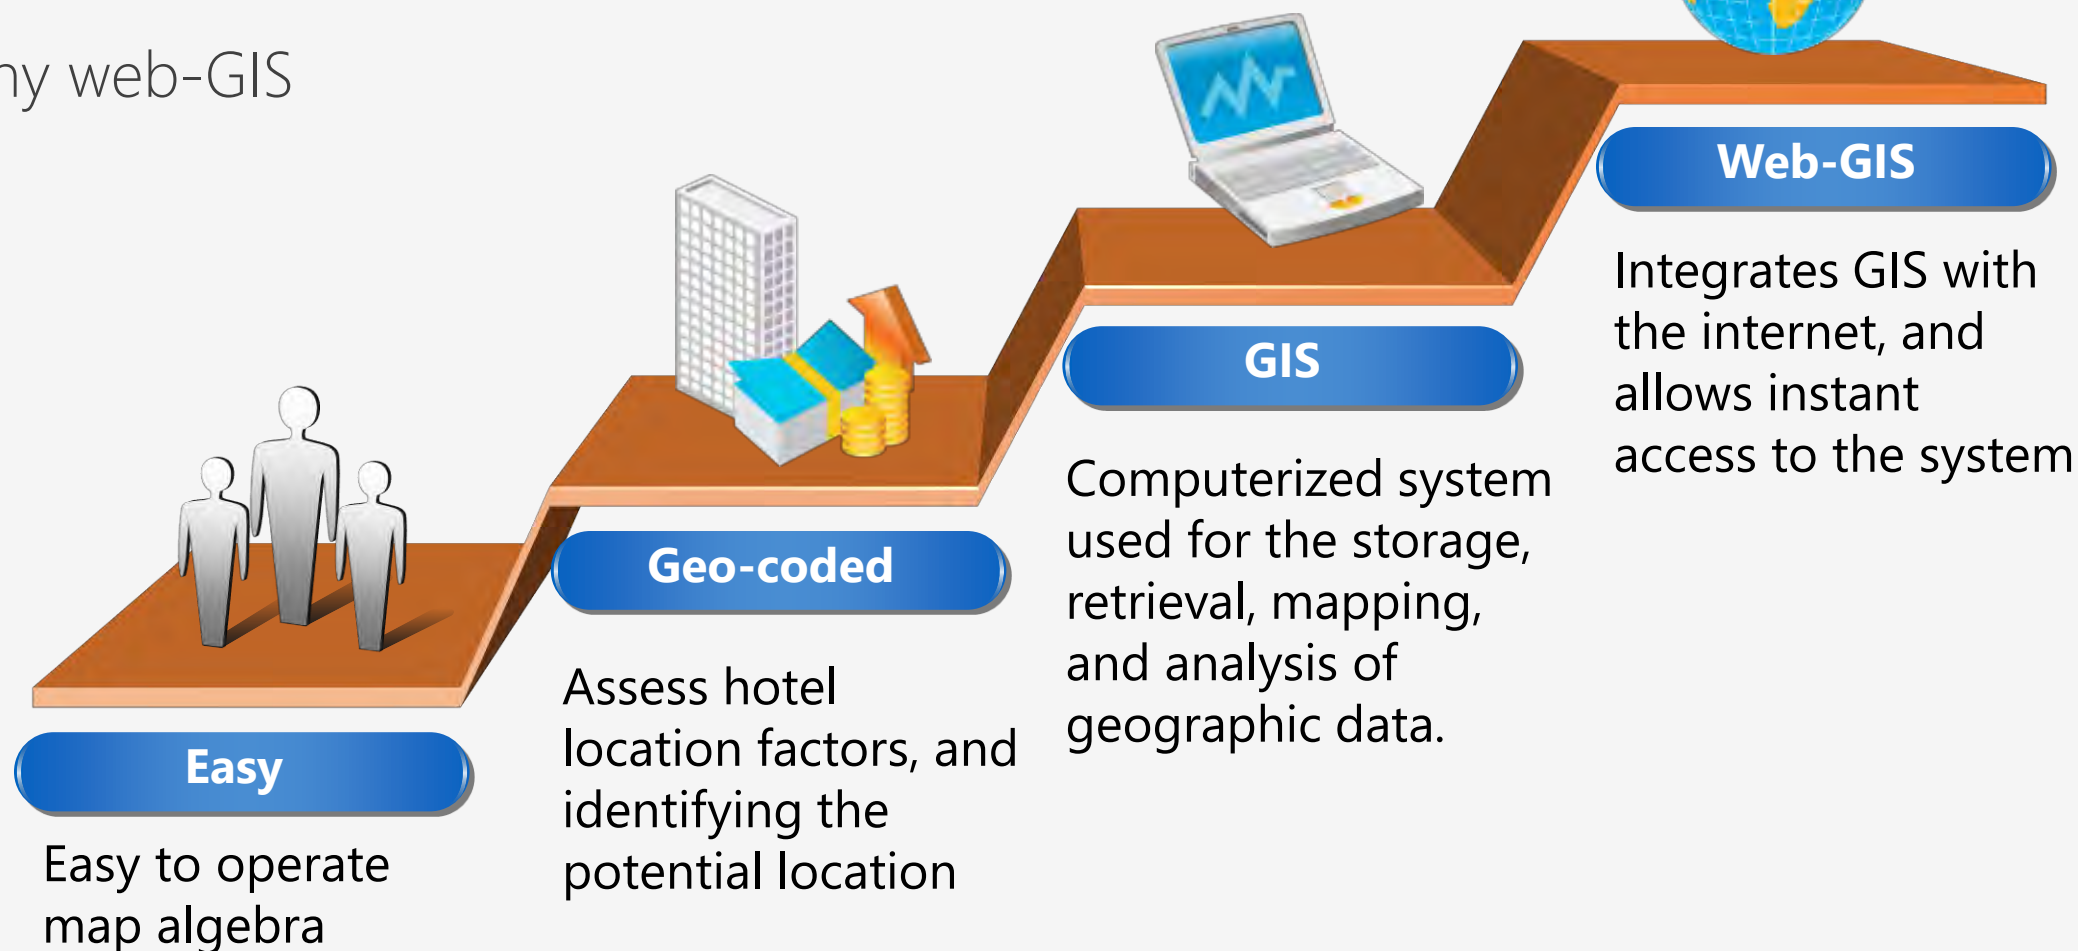 hy web-GIS
Easy
Easy to operate
map algebra
Geo-coded
Assess hotel
location factors, and
identifying the
potential location
GIS
Computerized system
used for the storage,
retrieval, mapping,
and analysis of
geographic data.
Web-GIS
Integrates GIS with
the internet, and
allows instant
access to the system